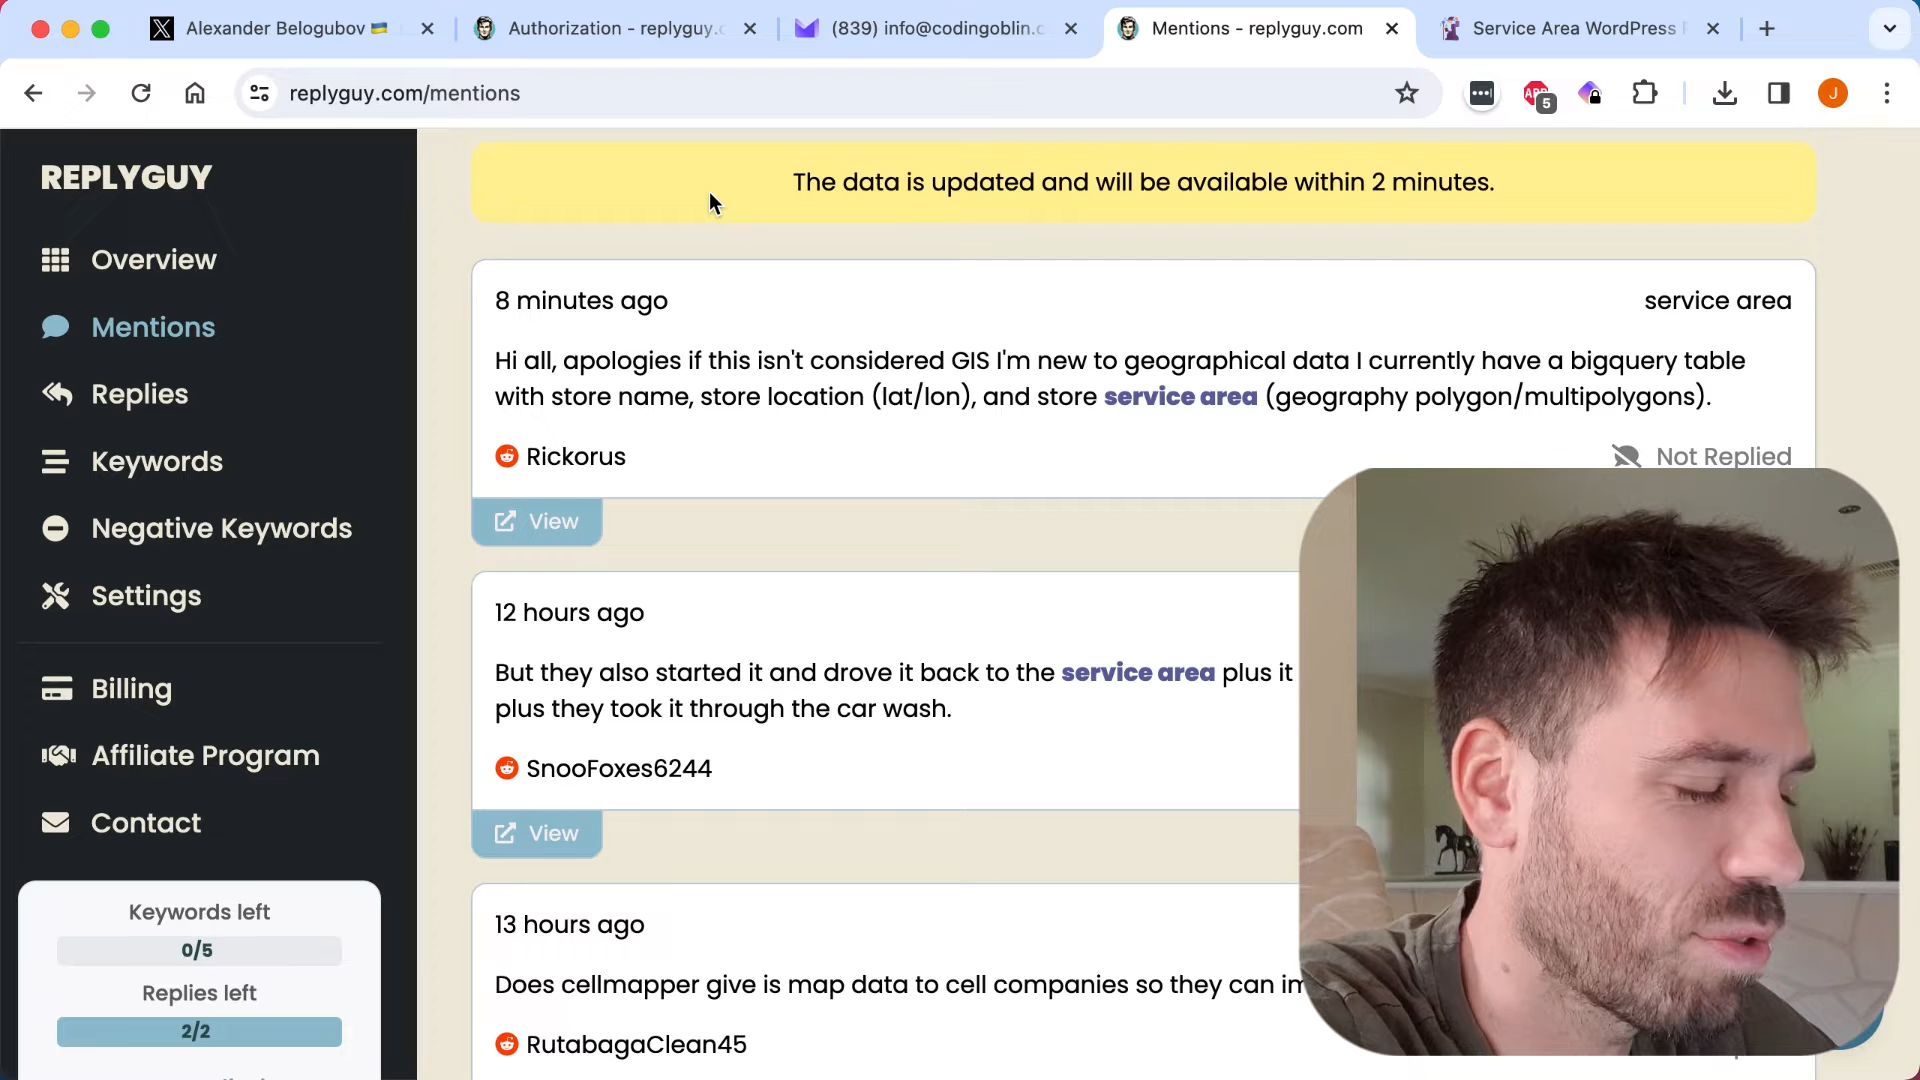 Alexander Belogubov
Authorization - replyguy.c
(839) info@codingoblin.c
Mentions - replyguy.com
Service Area WordPress
replyguy.com/mentions
ABP
5
J
REPLYGUY
Overview
Mentions
Replies
Keywords
Negative Keywords
Settings
Billing
Affiliate Program
Contact
Keywords left
0/5
Replies left
2/2
The data is updated and will be available within 2 minutes.
8 minutes ago
service area
Hi all, apologies if this isn't considered GIS I'm new to geographical data I currently have a bigquery table
with store name, store location (lat/lon), and store service area (geography polygon/multipolygons).
Rickorus
Not Replied
View
12 hours ago
But they also started it and drove it back to the service area plus it
plus they took it through the car wash.
SnooFoxes6244
View
13 hours ago
Does cellmapper give is map data to cell companies so they can im
RutabagaClean45